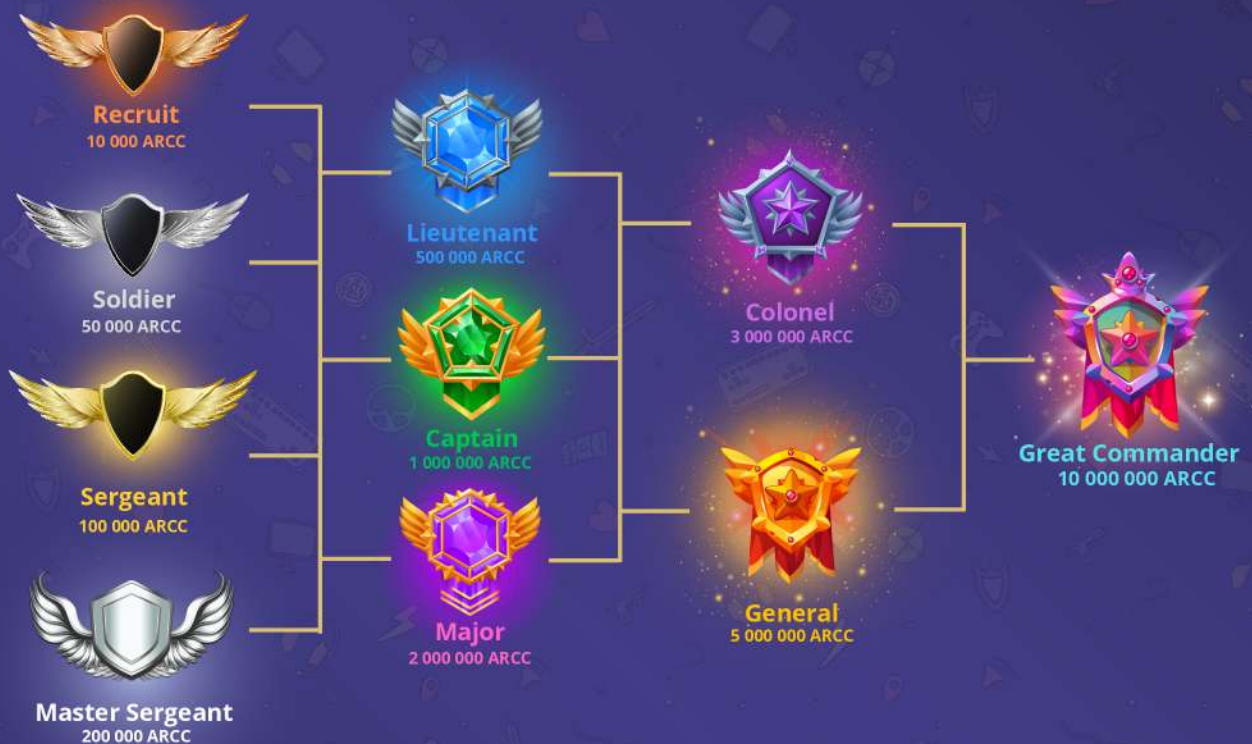 Recruit
10 000 ARCC
Soldier
50 000 ARCC
Sergeant
100 000 ARCC
Master Sergeant
200 000 ARCC
Lieutenant
500 000 ARCC
Captain
1 000 000 ARCC
Major
2 000 000 ARCC
Colonel
3 000 000 ARCC
General
5 000 000 ARCC
Great Commander
10 000 000 ARCC